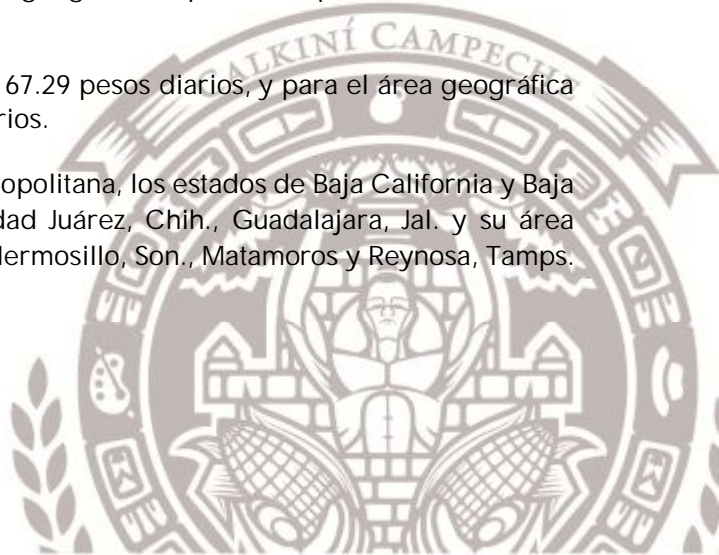 CALKINÍ CAMPECHE
67.29 pesos diarios, y para el área geográfica
rios.
opolitana, los estados de Baja California y Baja
dad Juárez, Chih., Guadalajara, Jal. y su área
Hermosillo, Son., Matamoros y Reynosa, Tamps.